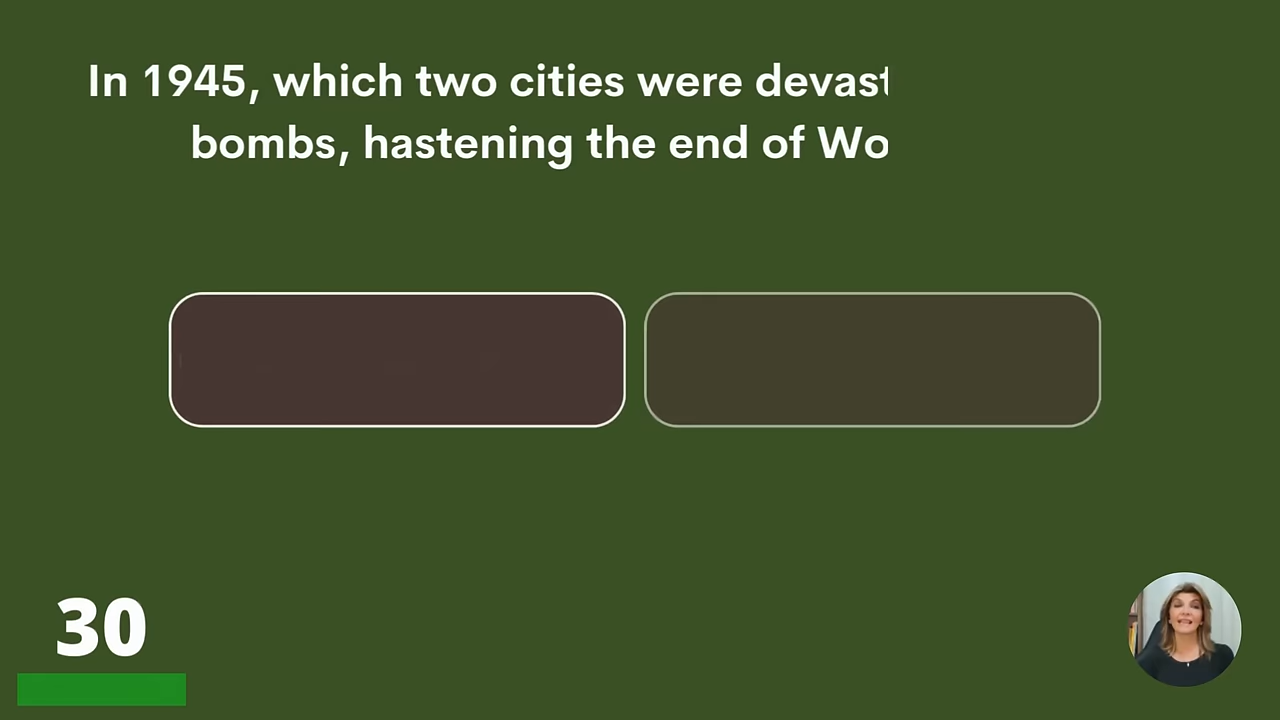 In 1945, which two cities were devast
bombs, hastening the end of Wo
30